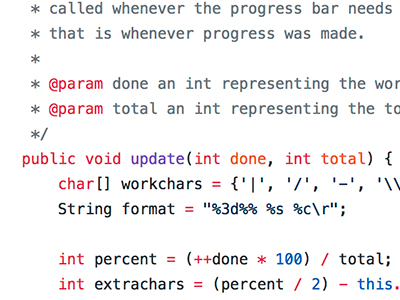 * called whenever the progress bar needs
* that is whenever progress was made.
*
* @param done an int representing the wor
* @param total an int representing the to
*/
public void update(int done, int total) {
char[] workchars = {'|', '/', '-', '\\
String format = "%3d%% %s %c\r";
int percent = (++done * 100) / total;
int extrachars = (percent / 2) - this.